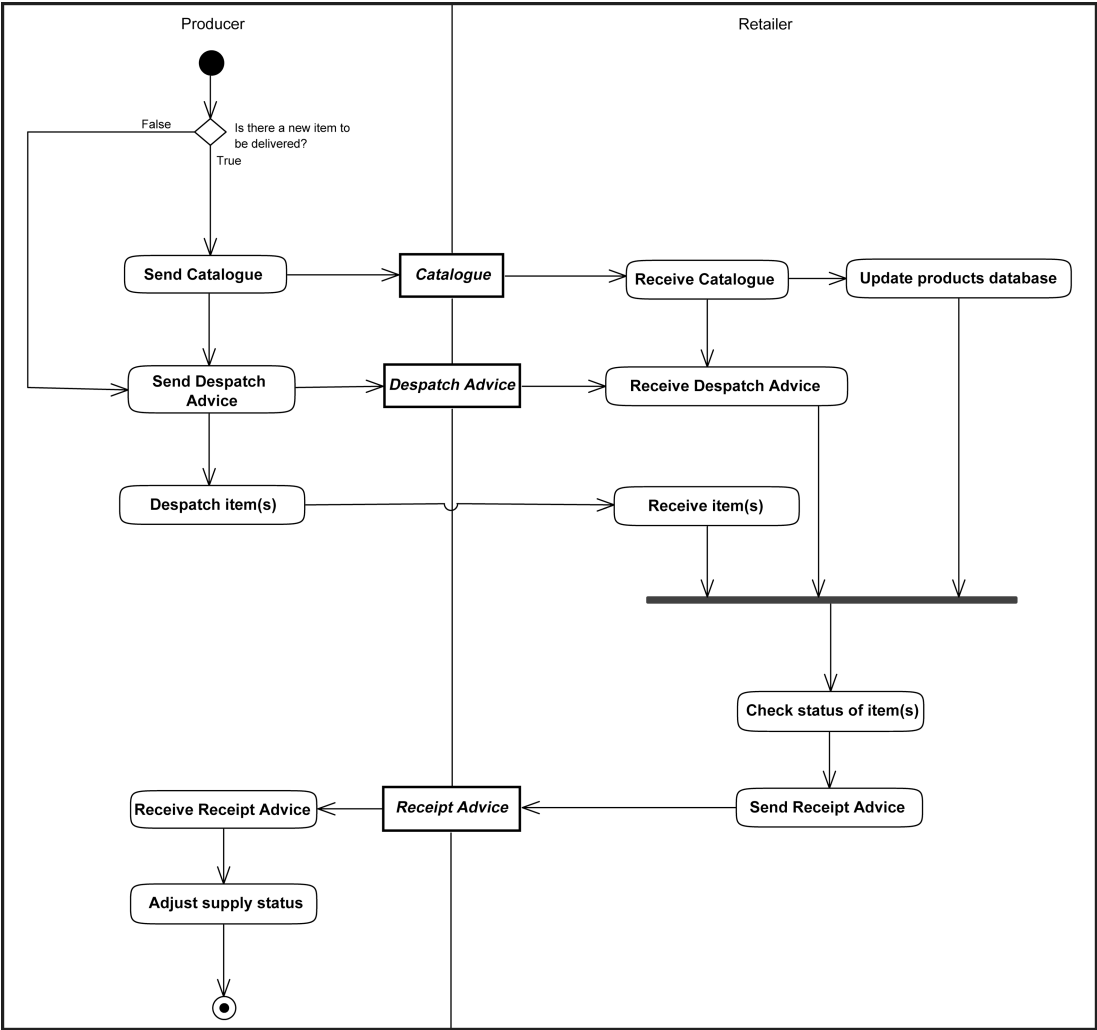 Producer
Retailer
False
Is there a new item to
be delivered?
True
Send Catalogue
Catalogue
Receive Catalogue
Update products database
Send Despatch
Advice
Despatch Advice
Receive Despatch Advice
Despatch item(s)
Receive item(s)
Check status of item(s)
Receive Receipt Advice
Receipt Advice
Send Receipt Advice
Adjust supply status